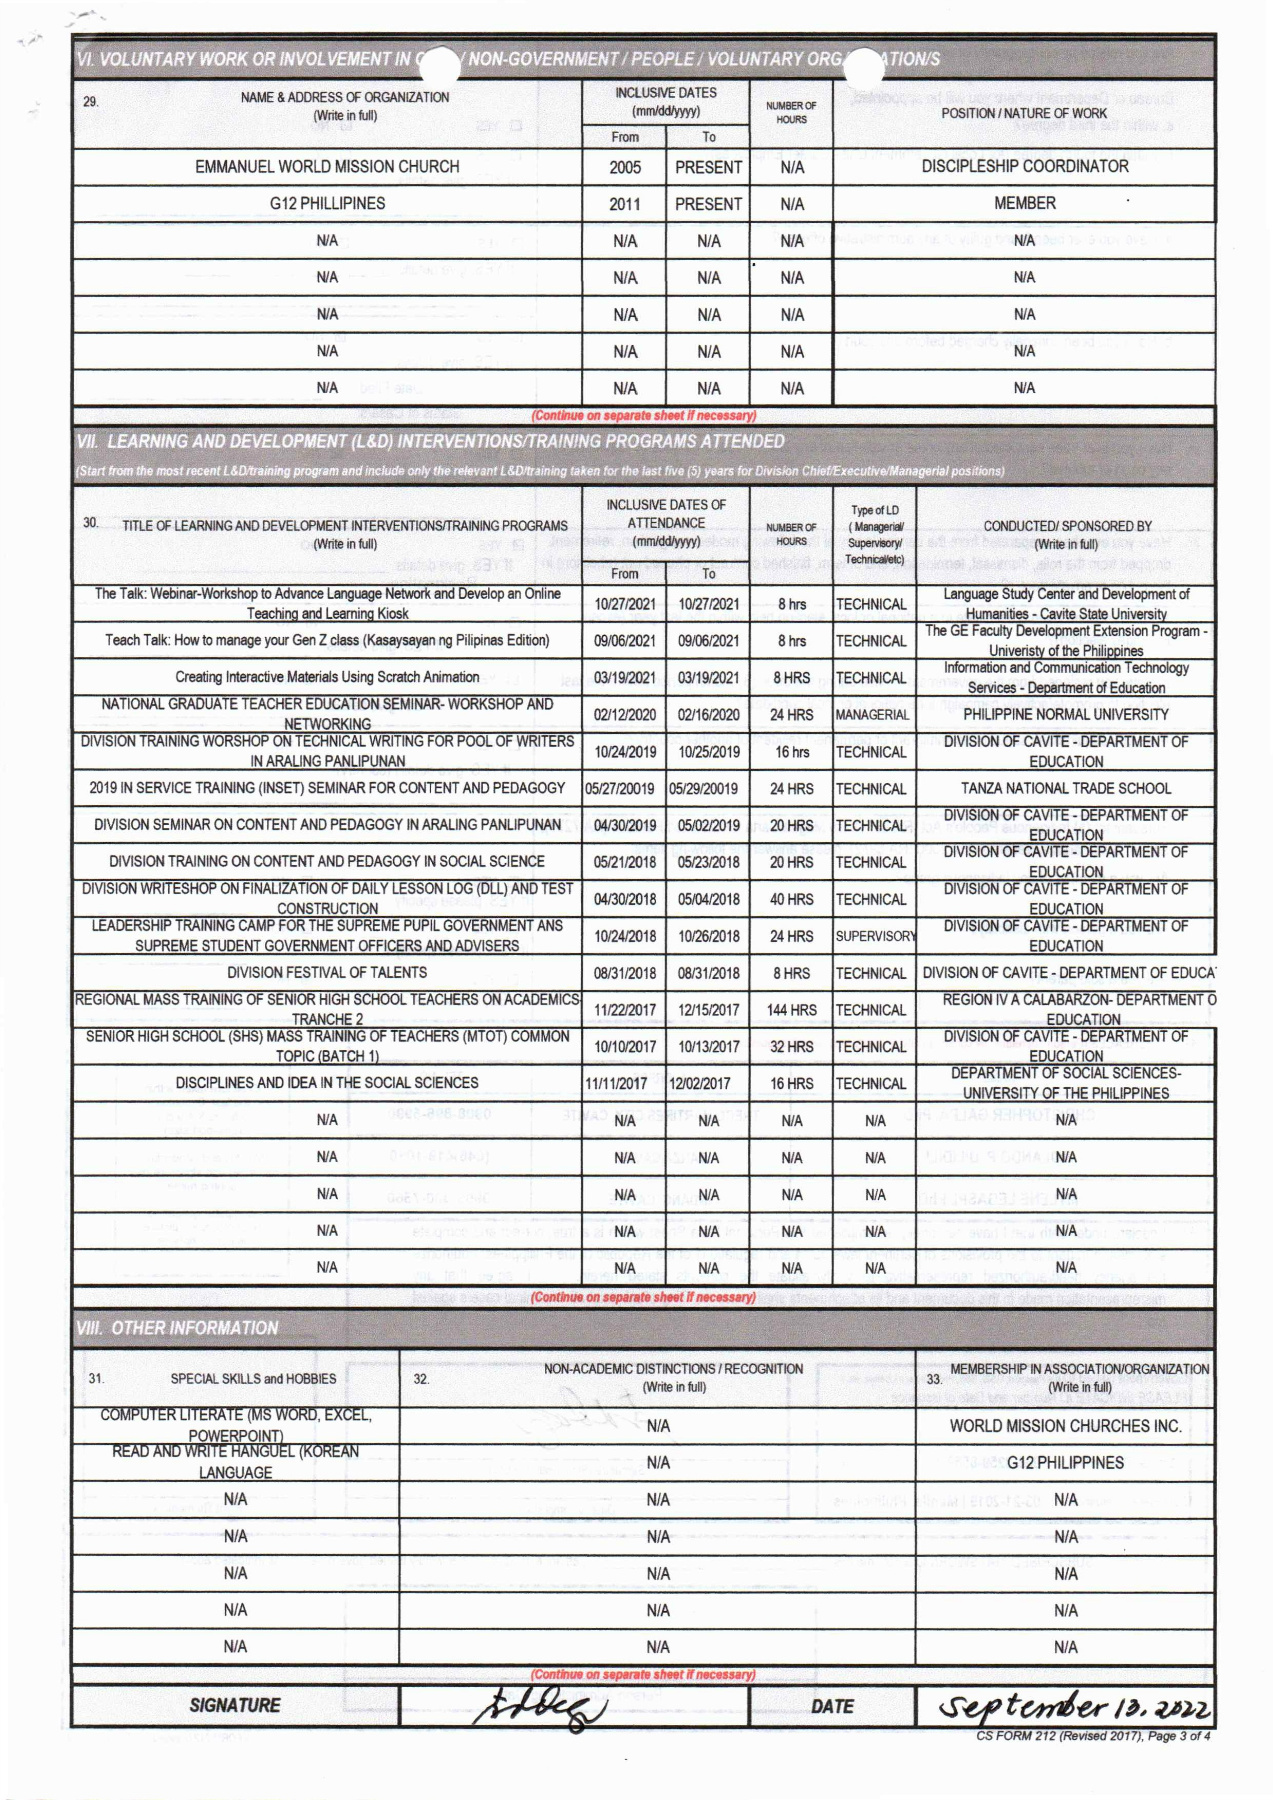 VI. VOLUNTARY WORK OR INVOLVEMENT IN / NON-GOVERNMENT / PEOPLE / VOLUNTARY
29.
NAME & ADDRESS OF ORGANIZATION
(Write in full)
INCLUSIVE DATES
(mm/dd/yyyy)
From To
NUMBER OF
HOURS
POSITION / NATURE OF WORK
EMMANUEL WORLD MISSION CHURCH 2005 PRESENT N/A DISCIPLESHIP COORDINATOR
G12 PHILLIPINES 2011 PRESENT N/A MEMBER
N/A N/A N/A N/A N/A
N/A N/A N/A N/A N/A
N/A N/A N/A N/A N/A
N/A N/A N/A N/A N/A
N/A N/A N/A N/A N/A
(Continue on separate sheet if necessary)
VII. LEARNING AND DEVELOPMENT (L&D) INTERVENTIONS/TRAINING PROGRAMS ATTENDED
(Start from the most recent L&D/training program and include only the relevant L&D/training taken for the last five (5) years for Division Chief/Executive/Managerial positions)
30. TITLE OF LEARNING AND DEVELOPMENT INTERVENTIONS/TRAINING PROGRAMS
(Write in full)
INCLUSIVE DATES OF
ATTENDANCE
(mm/dd/yyyy)
From To
NUMBER OF
HOURS
Type of LD
( Managerial/
Supervisory/
Technical/etc)
CONDUCTED/ SPONSORED BY
(Write in full)
The Talk: Webinar-Workshop to Advance Language Network and Develop an Online
Teaching and Learning Kiosk
10/27/2021 10/27/2021 8 hrs TECHNICAL
Language Study Center and Development of
Humanities - Cavite State University
Teach Talk: How to manage your Gen Z class (Kasaysayan ng Pilipinas Edition)
09/06/2021 09/06/2021 8 hrs TECHNICAL
The GE Faculty Development Extension Program -
Univeristy of the Philippines
Creating Interactive Materials Using Scratch Animation
03/19/2021 03/19/2021 8 HRS TECHNICAL
Information and Communication Technology
Services - Department of Education
NATIONAL GRADUATE TEACHER EDUCATION SEMINAR- WORKSHOP AND
NETWORKING
02/12/2020 02/16/2020 24 HRS MANAGERIAL
PHILIPPINE NORMAL UNIVERSITY
DIVISION TRAINING WORSHOP ON TECHNICAL WRITING FOR POOL OF WRITERS
IN ARALING PANLIPUNAN
10/24/2019 10/25/2019 16 hrs TECHNICAL
DIVISION OF CAVITE - DEPARTMENT OF
EDUCATION
2019 IN SERVICE TRAINING (INSET) SEMINAR FOR CONTENT AND PEDAGOGY
05/27/20019 05/29/20019 24 HRS TECHNICAL
TANZA NATIONAL TRADE SCHOOL
DIVISION SEMINAR ON CONTENT AND PEDAGOGY IN ARALING PANLIPUNAN
04/30/2019 05/02/2019 20 HRS TECHNICAL
DIVISION OF CAVITE - DEPARTMENT OF
EDUCATION
DIVISION TRAINING ON CONTENT AND PEDAGOGY IN SOCIAL SCIENCE
05/21/2018 05/23/2018 20 HRS TECHNICAL
DIVISION OF CAVITE - DEPARTMENT OF
EDUCATION
DIVISION WRITESHOP ON FINALIZATION OF DAILY LESSON LOG (DLL) AND TEST
CONSTRUCTION
04/30/2018 05/04/2018 40 HRS TECHNICAL
DIVISION OF CAVITE - DEPARTMENT OF
EDUCATION
LEADERSHIP TRAINING CAMP FOR THE SUPREME PUPIL GOVERNMENT ANS
SUPREME STUDENT GOVERNMENT OFFICERS AND ADVISERS
10/24/2018 10/26/2018 24 HRS SUPERVISORY
DIVISION OF CAVITE - DEPARTMENT OF
EDUCATION
DIVISION FESTIVAL OF TALENTS
08/31/2018 08/31/2018 8 HRS TECHNICAL
DIVISION OF CAVITE - DEPARTMENT OF EDUCA
REGIONAL MASS TRAINING OF SENIOR HIGH SCHOOL TEACHERS ON ACADEMICS-
TRANCHE 2
11/22/2017 12/15/2017 144 HRS TECHNICAL
REGION IV A CALABARZON- DEPARTMENT O
EDUCATION
SENIOR HIGH SCHOOL (SHS) MASS TRAINING OF TEACHERS (MTOT) COMMON
TOPIC (BATCH 1)
10/10/2017 10/13/2017 32 HRS TECHNICAL
DIVISION OF CAVITE - DEPARTMENT OF
EDUCATION
DISCIPLINES AND IDEA IN THE SOCIAL SCIENCES
11/11/2017 12/02/2017 16 HRS TECHNICAL
DEPARTMENT OF SOCIAL SCIENCES-
UNIVERSITY OF THE PHILIPPINES
N/A N/A N/A N/A N/A N/A
N/A N/A N/A N/A N/A N/A
N/A N/A N/A N/A N/A N/A
N/A N/A N/A N/A N/A N/A
N/A N/A N/A N/A N/A N/A
(Continue on separate sheet if necessary)
VIII. OTHER INFORMATION
31. SPECIAL SKILLS and HOBBIES
32. NON-ACADEMIC DISTINCTIONS / RECOGNITION
(Write in full)
33. MEMBERSHIP IN ASSOCIATION/ORGANIZATION
(Write in full)
COMPUTER LITERATE (MS WORD, EXCEL,
POWERPOINT)
N/A WORLD MISSION CHURCHES INC.
READ AND WRITE HANGUEL (KOREAN
LANGUAGE
N/A G12 PHILIPPINES
N/A N/A N/A
N/A N/A N/A
N/A N/A N/A
N/A N/A N/A
N/A N/A N/A
(Continue on separate sheet if necessary)
SIGNATURE DATE September 13, 2022
CS FORM 212 (Revised 2017), Page 3 of 4